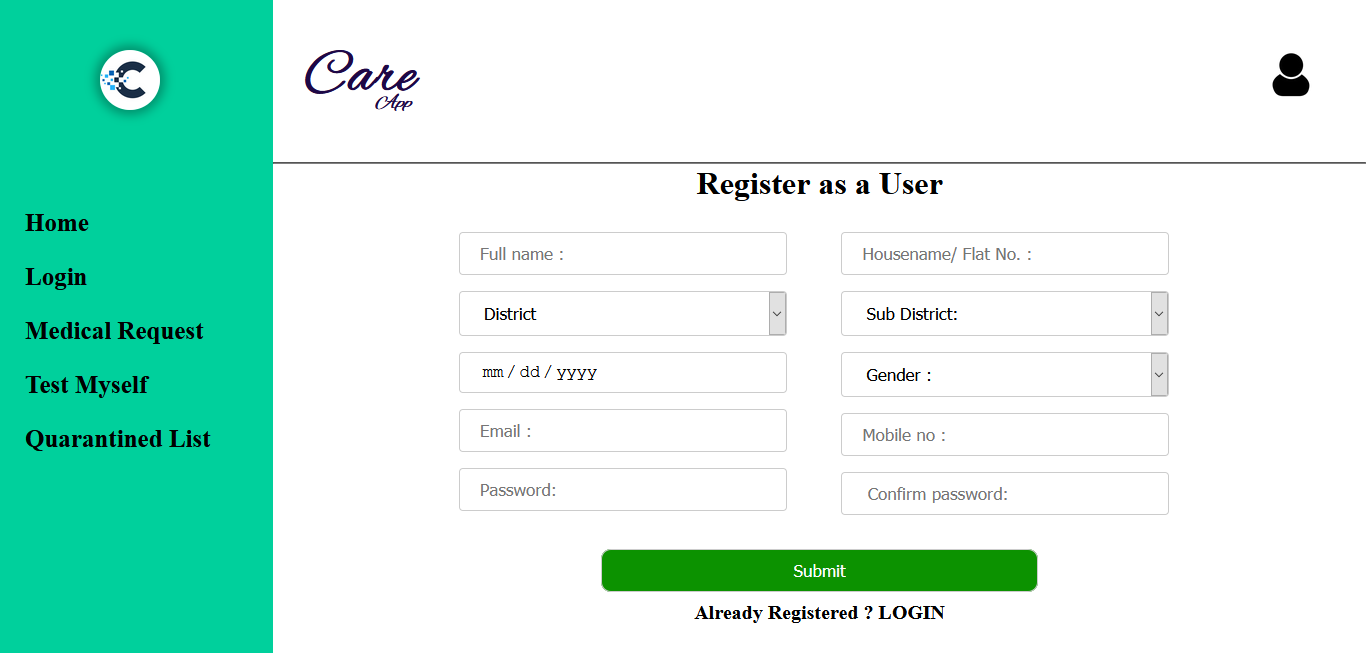 C
Care
App
Home
Login
Medical Request
Test Myself
Quarantined List
Register as a User
Full name :
Housename/ Flat No. :
District
Sub District:
mm / dd / yyyy
Gender :
Email :
Mobile no :
Password:
Confirm password:
Submit
Already Registered ? LOGIN